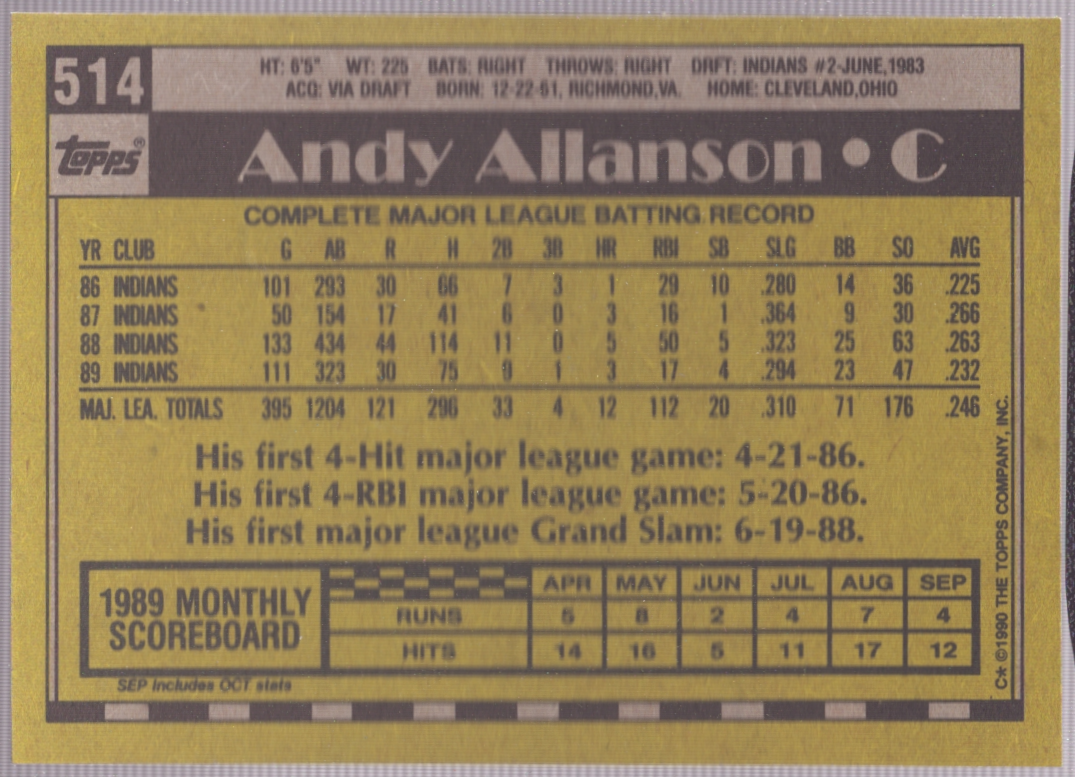 514
HT: 6'5" WT: 225 BATS: RIGHT THROWS: RIGHT DRFT: INDIANS #2-JUNE,1983
ACQ: VIA DRAFT BORN: 12-22-61, RICHMOND,VA. HOME: CLEVELAND,OHIO
Topps®
Andy Allanson • C
COMPLETE MAJOR LEAGUE BATTING RECORD
YR CLUB G AB R H 2B 3B HR RBI SB SLG BB SO AVG
86 INDIANS 101 293 30 66 7 3 1 29 10 .280 14 36 .225
87 INDIANS 50 154 17 41 6 0 3 16 1 .364 9 30 .266
88 INDIANS 133 434 44 114 11 0 5 50 5 .323 25 63 .263
89 INDIANS 111 323 30 75 9 1 3 17 4 .294 23 47 .232
MAJ. LEA. TOTALS 395 1204 121 296 33 4 12 112 20 .310 71 176 .246
His first 4-Hit major league game: 4-21-86.
His first 4-RBI major league game: 5-20-86.
His first major league Grand Slam: 6-19-88.
1989 MONTHLY
SCOREBOARD
APR MAY JUN JUL AUG SEP
RUNS 5 8 2 4 7 4
HITS 14 16 5 11 17 12
SEP includes OCT stats
C* ©1990 THE TOPPS COMPANY, INC.